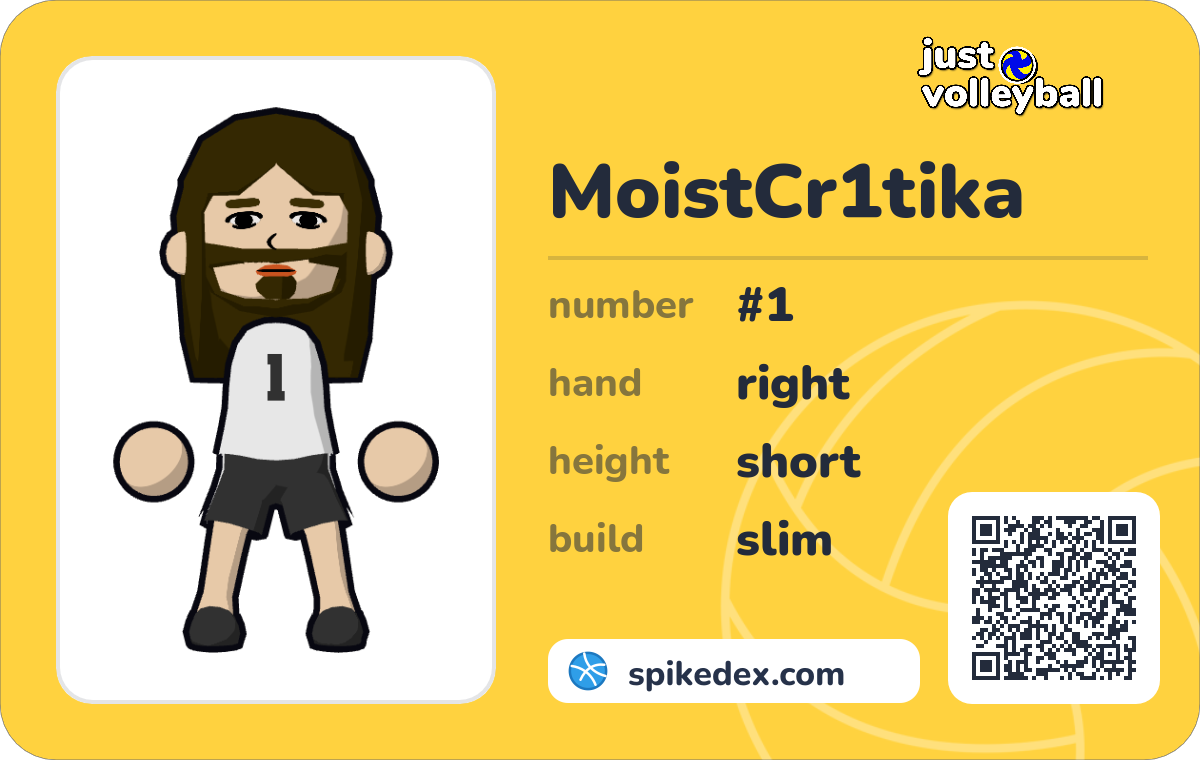 just
volleyball
MoistCr1tika
number #1
hand right
height short
build slim
1
spikedex.com